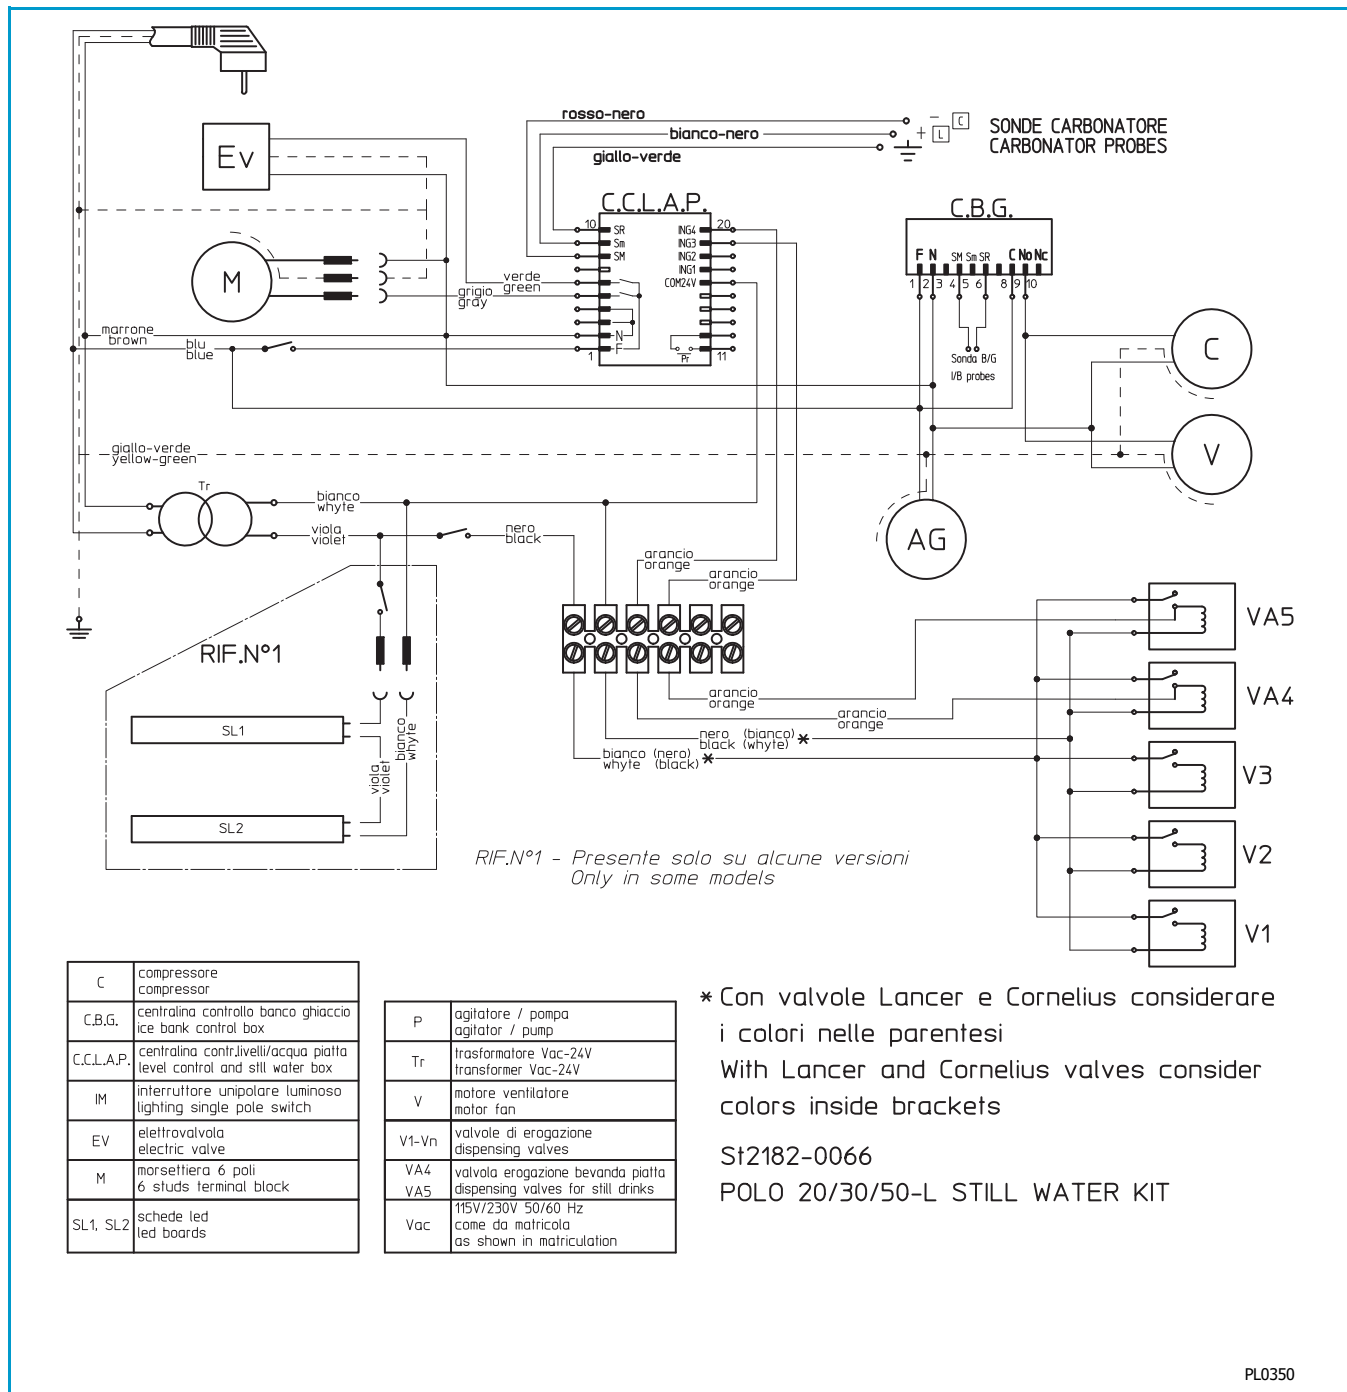 rosso-nero
bianco-nero
giallo-verde
− C
+ L
SONDE CARBONATORE
CARBONATOR PROBES
Ev
M
C.C.L.A.P.
10 SR ING4 20
Sm ING3
SM ING2
ING1
COM24V
N
1 F Pr 11
verde
green
grigio
gray
marrone
brown
blu
blue
C.B.G.
F N SM Sm SR C No Nc
1 2 3 4 5 6 8 9 10
Sonda B/G
I/B probes
C
V
AG
giallo-verde
yellow-green
Tr
bianco
whyte
viola
violet
nero
black
arancio
orange
arancio
orange
RIF.N°1
SL1
SL2
viola
violet
bianco
whyte
arancio
orange
arancio
orange
nero (bianco)
black (whyte) *
bianco (nero)
whyte (black) *
VA5
VA4
V3
V2
V1
RIF.N°1 - Presente solo su alcune versioni
Only in some models
C compressore
compressor
C.B.G. centralina controllo banco ghiaccio
ice bank control box
C.C.L.A.P. centralina contr.livelli/acqua piatta
level control and stll water box
IM interruttore unipolare luminoso
lighting single pole switch
EV elettrovalvola
electric valve
M morsettiera 6 poli
6 studs terminal block
SL1, SL2 schede led
led boards
P agitatore / pompa
agitator / pump
Tr trasformatore Vac-24V
transformer Vac-24V
V motore ventilatore
motor fan
V1-Vn valvole di erogazione
dispensing valves
VA4 valvola erogazione bevanda piatta
VA5 dispensing valves for still drinks
Vac 115V/230V 50/60 Hz
come da matricola
as shown in matriculation
* Con valvole Lancer e Cornelius considerare
i colori nelle parentesi
With Lancer and Cornelius valves consider
colors inside brackets
St2182-0066
POLO 20/30/50-L STILL WATER KIT
PL0350